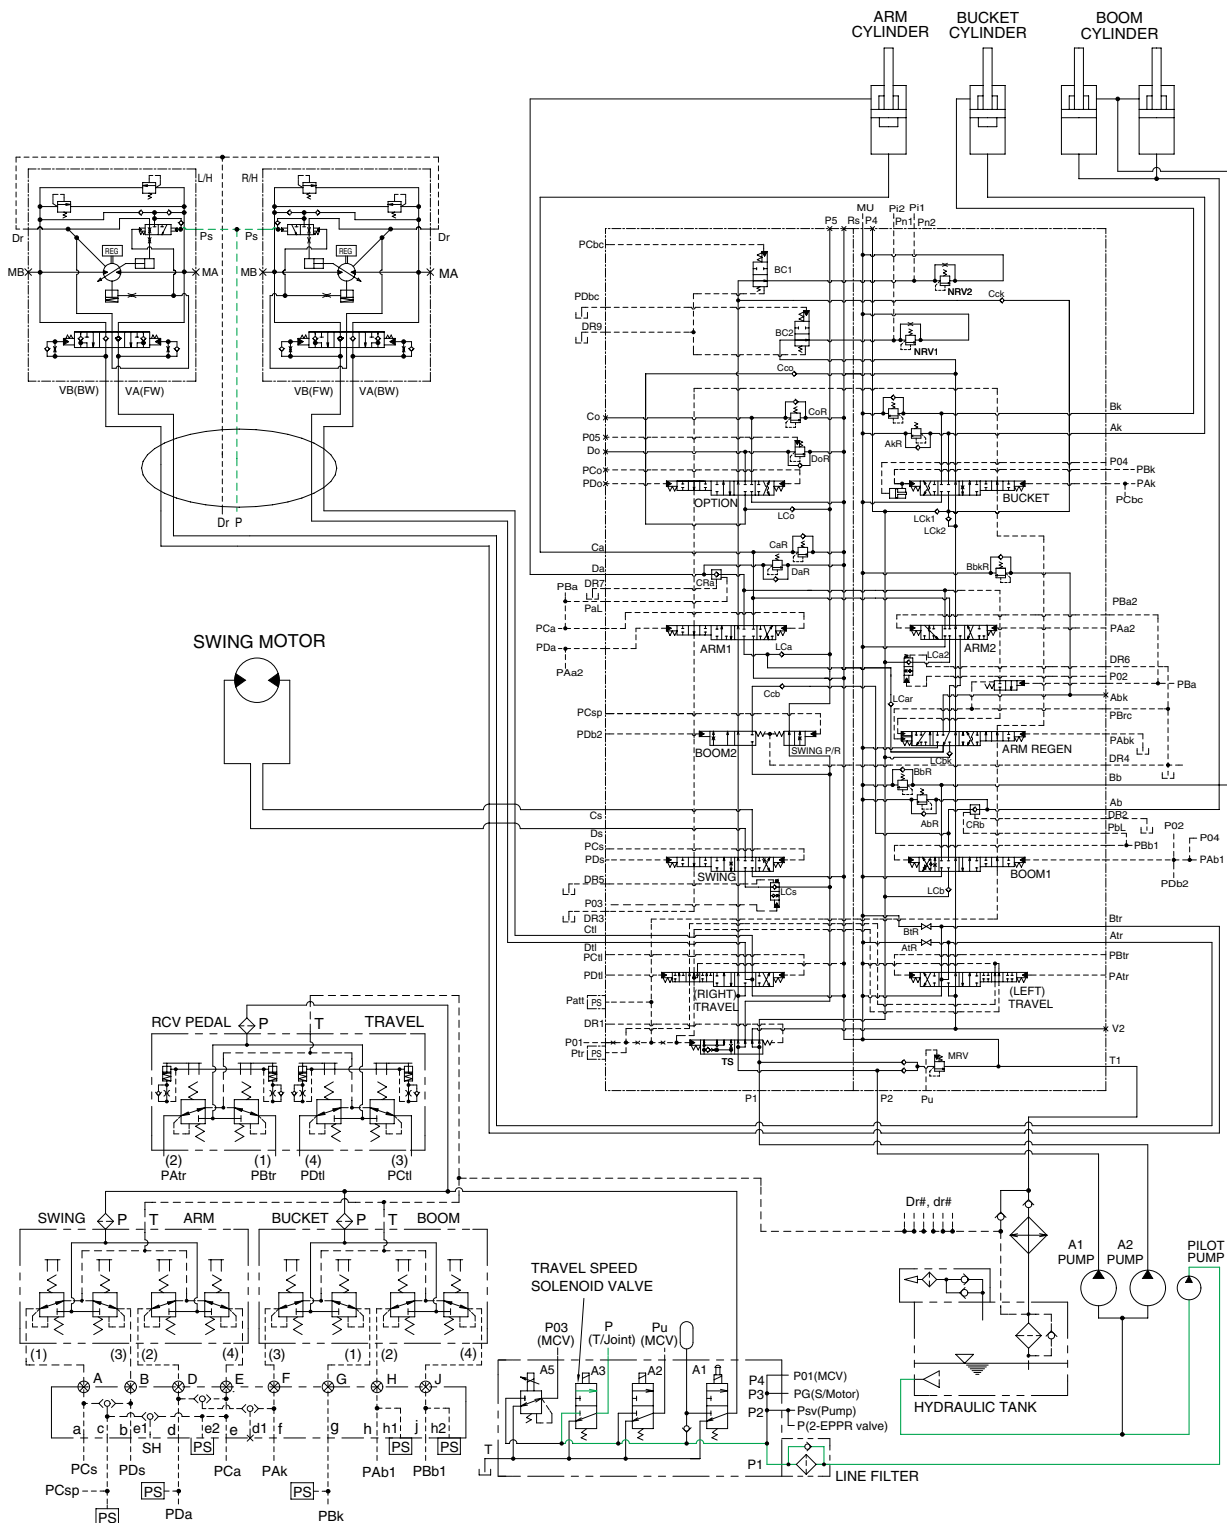 ARM
CYLINDER
BUCKET
CYLINDER
BOOM
CYLINDER
L/H
R/H
Dr
Ps
Ps
Dr
REG
REG
MB
MA
MB
MA
VB(BW)
VA(FW)
VB(FW)
VA(BW)
Dr P
P5
Rs
MU
P4
Pi2
Pn1
Pi1
Pn2
PCbc
BC1
NRV2
Cck
PDbc
DR9
BC2
NRV1
Cco
Co
CoR
Bk
P05
AkR
Ak
Do
DoR
P04
PCo
PBk
PDo
PAk
OPTION
BUCKET
PCbc
LCo
LCk1
LCk2
Ca
CaR
Da
DaR
BbkR
CRa
DR7
PBa
PaL
PBa2
PCa
PAa2
ARM1
ARM2
PDa
LCa
LCa2
DR6
PAa2
P02
Ccb
LCar
PBa
Abk
PCsp
PBrc
PDb2
PAbk
BOOM2
SWING P/R
ARM REGEN
LCbk
DR4
BbR
Bb
Cs
AbR
CRb
Ab
DR2
Ds
PbL
P02
P04
PCs
PBb1
PDs
PAb1
SWING
BOOM1
PDb2
DR5
LCs
LCb
P03
DR3
Btr
Ctl
BtR
Atr
Dtl
AtR
PCtl
PBtr
PDtl
PAtr
(RIGHT)
TRAVEL
(LEFT)
TRAVEL
Patt
PS
DR1
V2
P01
Ptr
PS
TS
MRV
T1
P1
P2
Pu
SWING MOTOR
RCV PEDAL
P
T
TRAVEL
(2)
PAtr
(1)
PBtr
(4)
PDtl
(3)
PCtl
SWING
P
T
ARM
BUCKET
P
T
BOOM
(1)
(3)
(2)
(4)
(3)
(1)
(2)
(4)
A
B
D
E
F
G
H
J
a
c
b
e1
d
e2
e
d1
f
g
h
h1
j
h2
SH
PS
PS
PS
PCs
PDs
PCa
PAk
PAb1
PBb1
PCsp
PS
PS
PDa
PS
PBk
TRAVEL SPEED
SOLENOID VALVE
P03
(MCV)
P
(T/Joint)
Pu
(MCV)
A5
A3
A2
A1
P4
P01(MCV)
P3
PG(S/Motor)
P2
Psv(Pump)
P(2-EPPR valve)
T
P1
LINE FILTER
Dr#, dr#
A1
PUMP
A2
PUMP
PILOT
PUMP
HYDRAULIC TANK